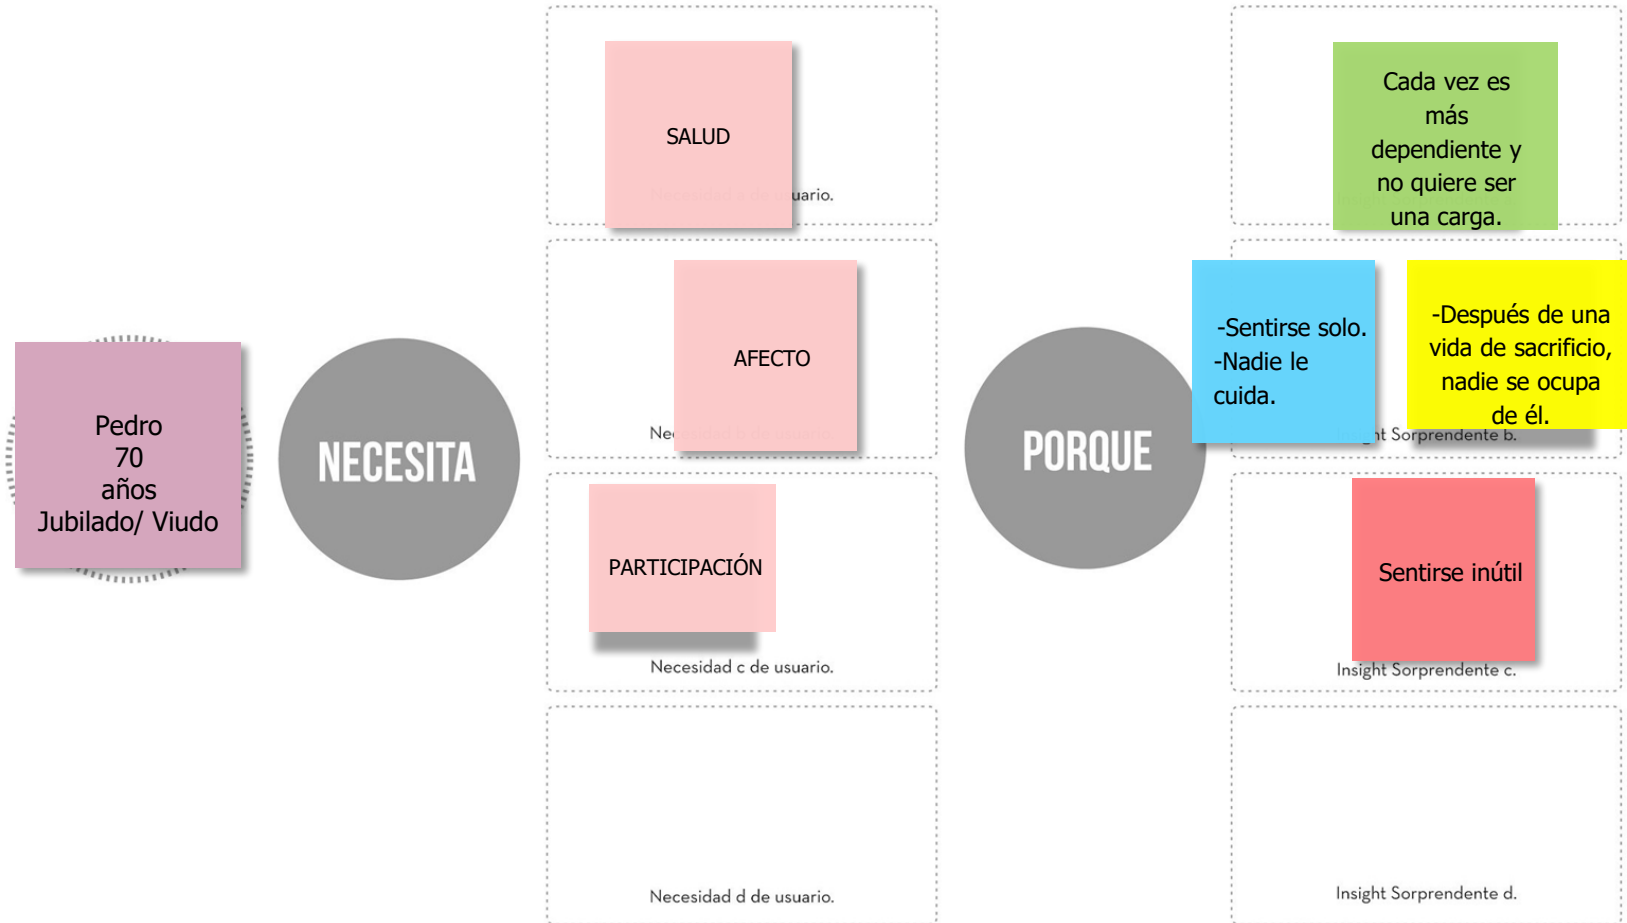 Pedro
70
años
Jubilado/ Viudo
NECESITA
SALUD
uario.
AFECTO
Ne
PARTICIPACIÓN
Necesidad c de usuario.
Necesidad d de usuario.
PORQUE
Cada vez es
más
dependiente y
no quiere ser
una carga.
-Sentirse solo.
-Nadie le
cuida.
-Después de una
vida de sacrificio,
nadie se ocupa
de él.
Insight Sorprendente b.
Sentirse inútil
Insight Sorprendente c.
Insight Sorprendente d.